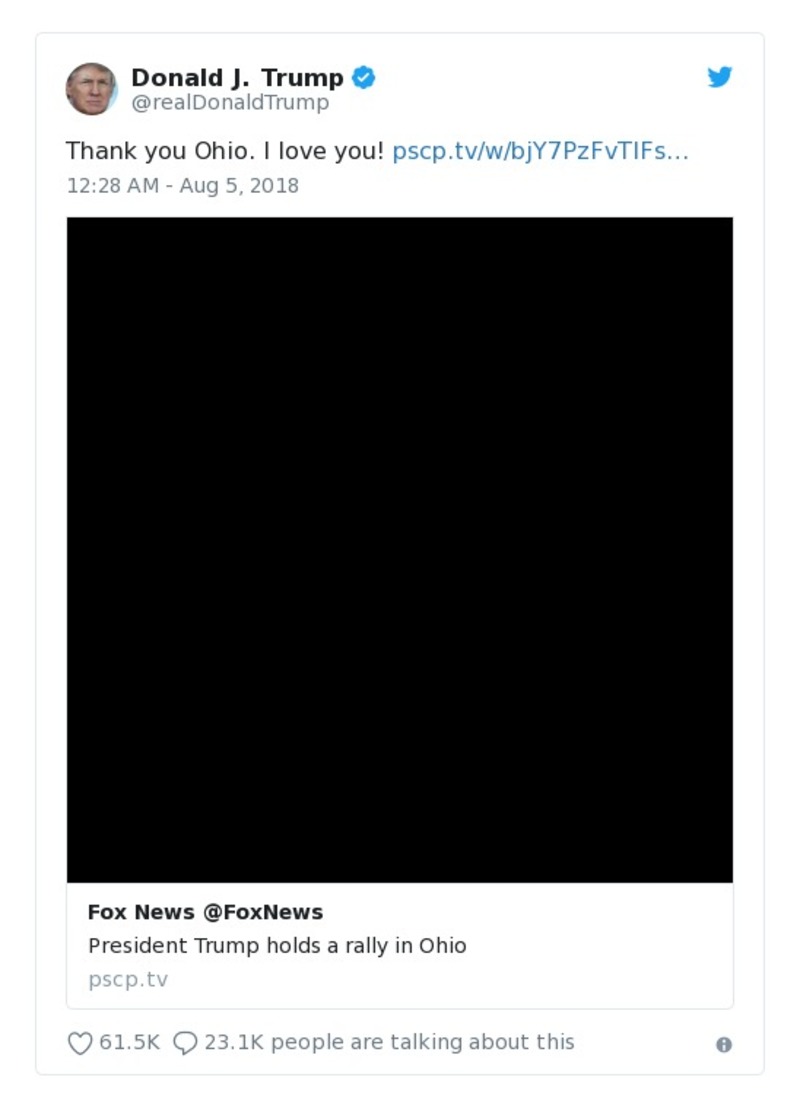 Donald J. Trump
@realDonaldTrump
Thank you Ohio. I love you! pscp.tv/w/bjY7PzFvTlFs...
12:28 AM - Aug 5, 2018
Fox News @FoxNews
President Trump holds a rally in Ohio
pscp.tv
61.5K 23.1K people are talking about this